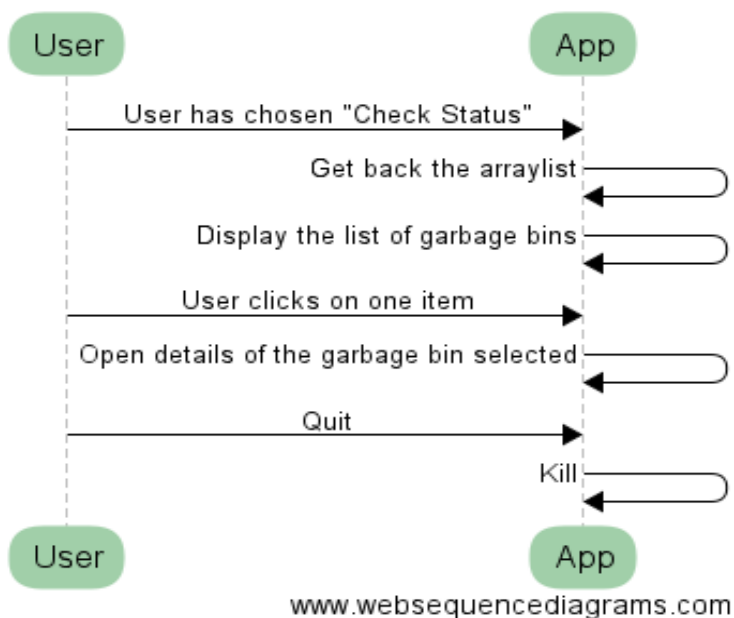 User App
User has chosen "Check Status"
Get back the arraylist
Display the list of garbage bins
User clicks on one item
Open details of the garbage bin selected
Quit
Kill
User App
www.websequencediagrams.com